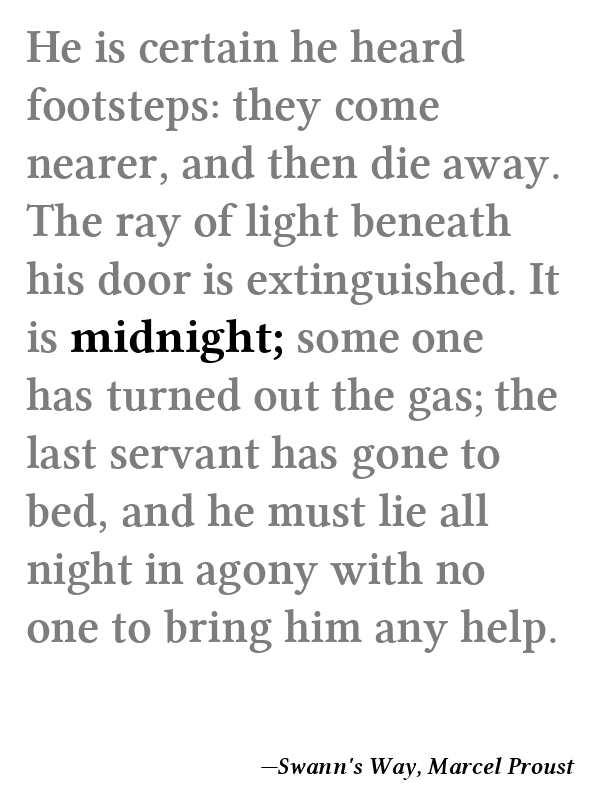 He is certain he heard
footsteps: they come
nearer, and then die away.
The ray of light beneath
his door is extinguished. It
is midnight; some one
has turned out the gas; the
last servant has gone to
bed, and he must lie all
night in agony with no
one to bring him any help.
—Swann's Way, Marcel Proust